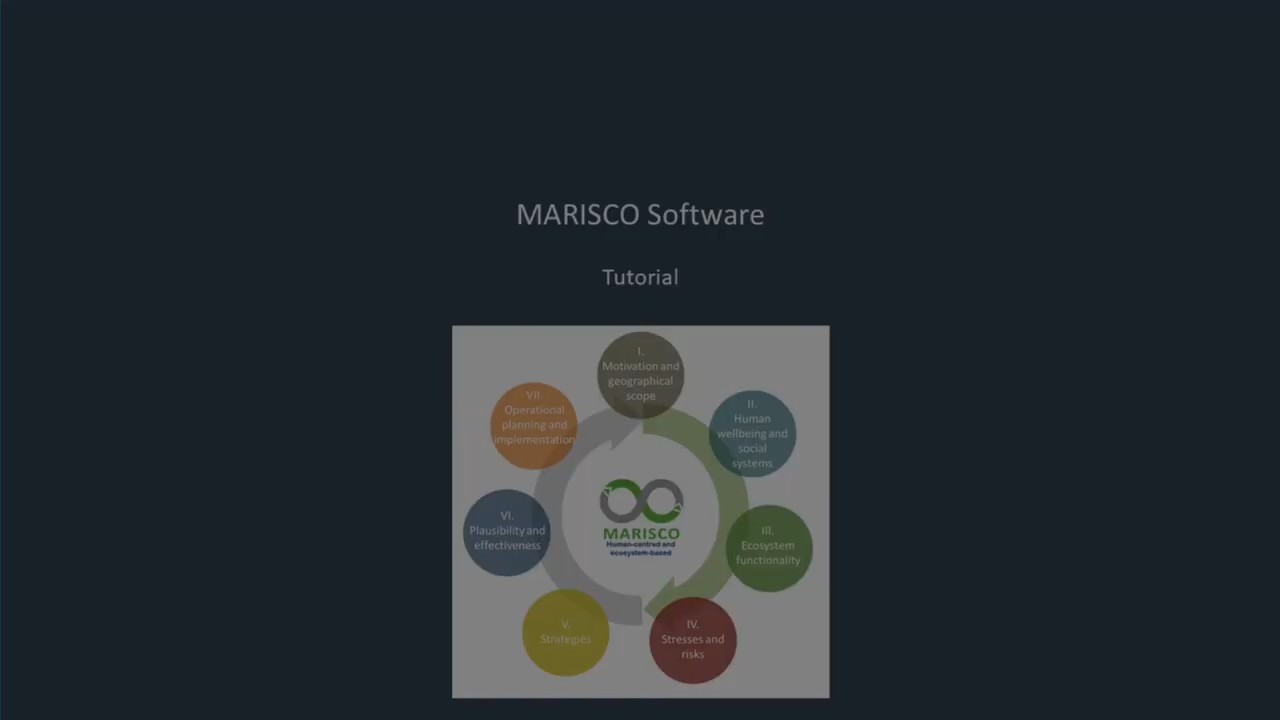 MARISCO Software
Tutorial
I.
Motivation and
geographical
scope
II.
Human
wellbeing and
social
systems
III.
Ecosystem
functionality
IV.
Stresses and
risks
V.
Strategies
VI.
Plausibility and
effectiveness
VII.
Operational
planning and
implementation
MARISCO
Human-centred and
ecosystem-based